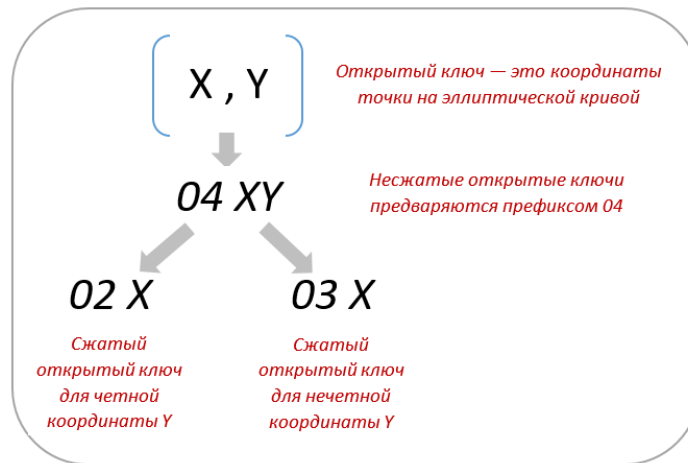 X , Y
Открытый ключ — это координаты
точки на эллиптической кривой
04 XY
Несжатые открытые ключи
предваряются префиксом 04
02 X
03 X
Сжатый
открытый ключ
для четной
координаты Y
Сжатый
открытый ключ
для нечетной
координаты Y